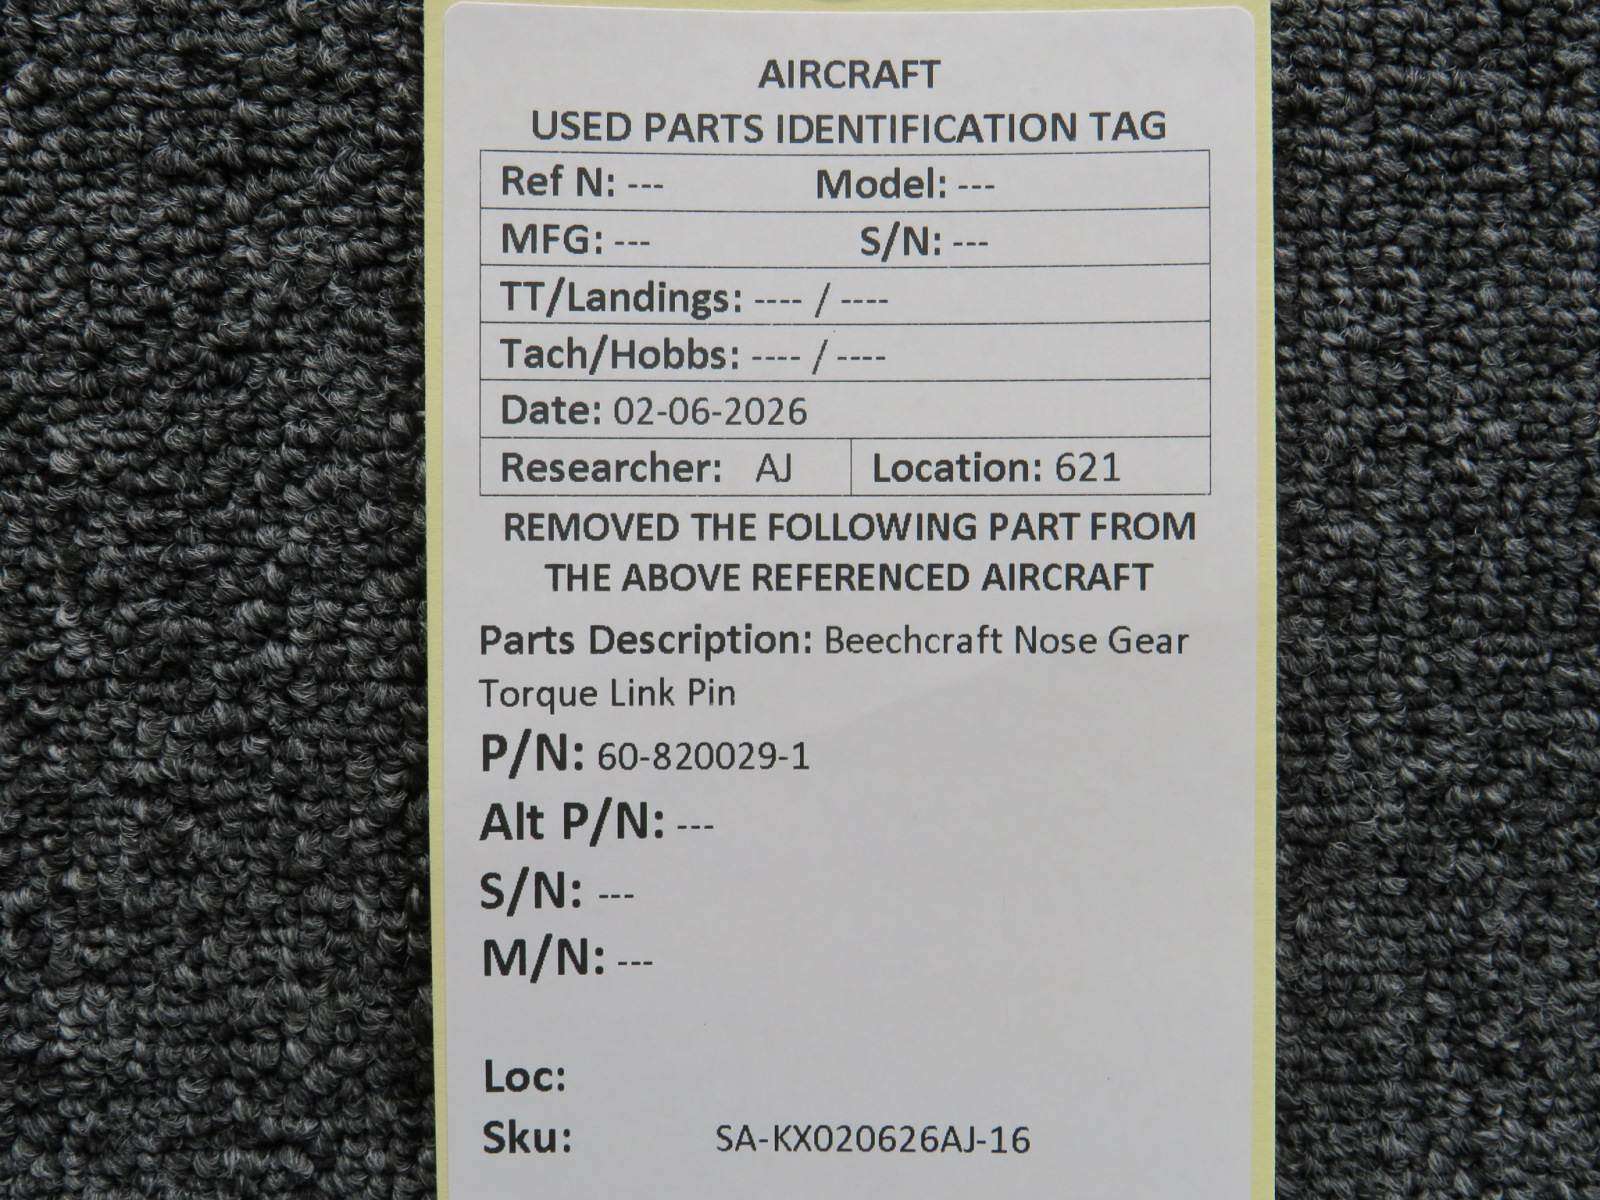 AIRCRAFT
USED PARTS IDENTIFICATION TAG
Ref N: --- Model: ---
MFG: --- S/N: ---
TT/Landings: ---- / ----
Tach/Hobbs: ---- / ----
Date: 02-06-2026
Researcher: AJ Location: 621
REMOVED THE FOLLOWING PART FROM
THE ABOVE REFERENCED AIRCRAFT
Parts Description: Beechcraft Nose Gear
Torque Link Pin
P/N: 60-820029-1
Alt P/N: ---
S/N: ---
M/N: ---
Loc:
Sku: SA-KX020626AJ-16